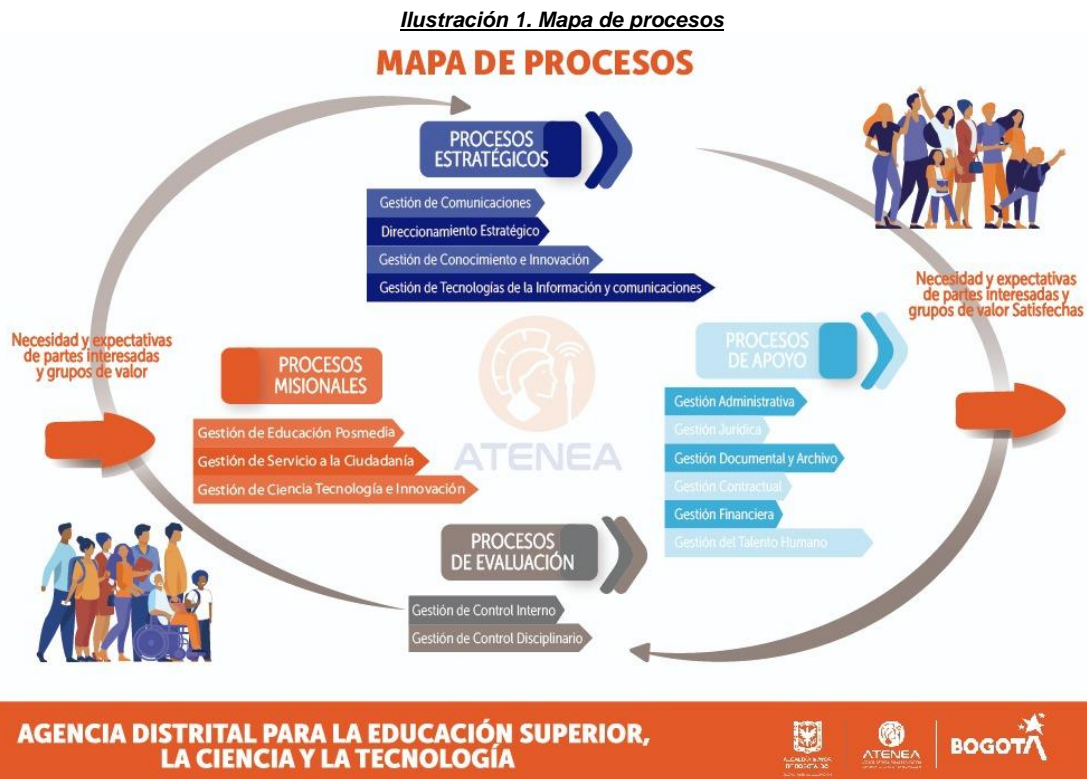 Ilustración 1. Mapa de procesos
MAPA DE PROCESOS
PROCESOS
ESTRATÉGICOS
Gestión de Comunicaciones
Direccionamiento Estratégico
Gestión de Conocimiento e Innovación
Gestión de Tecnologías de la Información y comunicaciones
Necesidad y expectativas
de partes interesadas
y grupos de valor
PROCESOS
MISIONALES
Gestión de Educación Posmedia
Gestión de Servicio a la Ciudadanía
Gestión de Ciencia Tecnología e Innovación
ATENEA
PROCESOS
DE APOYO
Gestión Administrativa
Gestión Jurídica
Gestión Documental y Archivo
Gestión Contractual
Gestión Financiera
Gestión del Talento Humano
Necesidad y expectativas
de partes interesadas y
grupos de valor Satisfechas
PROCESOS
DE EVALUACIÓN
Gestión de Control Interno
Gestión de Control Disciplinario
AGENCIA DISTRITAL PARA LA EDUCACIÓN SUPERIOR,
LA CIENCIA Y LA TECNOLOGÍA
ALCALDÍA MAYOR
DE BOGOTÁ D.C.
ATENEA
BOGOTÁ